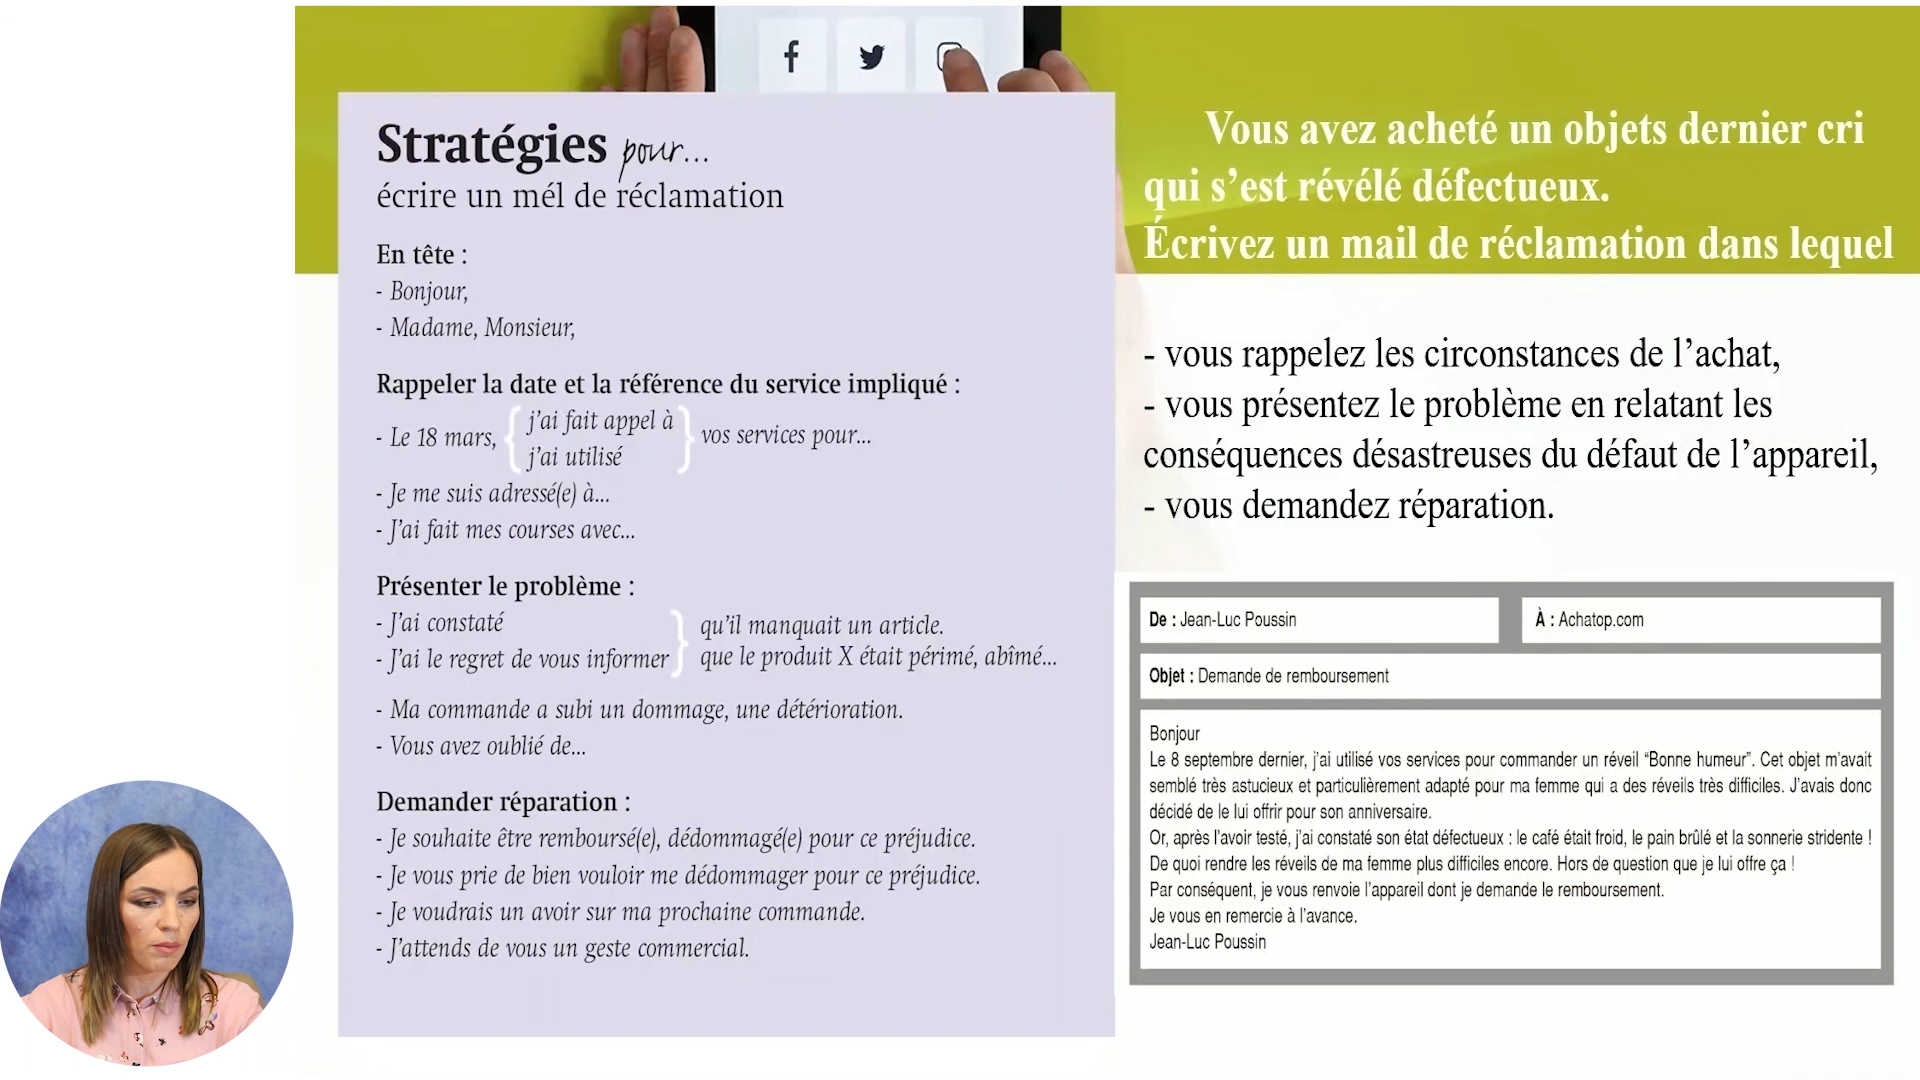 Stratégies pour...
écrire un mél de réclamation
En tête :
- Bonjour,
- Madame, Monsieur,
Rappeler la date et la référence du service impliqué :
- Le 18 mars, { j'ai fait appel à
j'ai utilisé } vos services pour...
- Je me suis adressé(e) à...
- J'ai fait mes courses avec...
Présenter le problème :
- J'ai constaté
- J'ai le regret de vous informer } qu'il manquait un article.
que le produit X était périmé, abîmé...
- Ma commande a subi un dommage, une détérioration.
- Vous avez oublié de...
Demander réparation :
- Je souhaite être remboursé(e), dédommagé(e) pour ce préjudice.
- Je vous prie de bien vouloir me dédommager pour ce préjudice.
- Je voudrais un avoir sur ma prochaine commande.
- J'attends de vous un geste commercial.
Vous avez acheté un objets dernier cri
qui s'est révélé défectueux.
Écrivez un mail de réclamation dans lequel
- vous rappelez les circonstances de l'achat,
- vous présentez le problème en relatant les
conséquences désastreuses du défaut de l'appareil,
- vous demandez réparation.
De : Jean-Luc Poussin
À : Achatop.com
Objet : Demande de remboursement
Bonjour
Le 8 septembre dernier, j'ai utilisé vos services pour commander un réveil "Bonne humeur". Cet objet m'avait
semblé très astucieux et particulièrement adapté pour ma femme qui a des réveils très difficiles. J'avais donc
décidé de le lui offrir pour son anniversaire.
Or, après l'avoir testé, j'ai constaté son état défectueux : le café était froid, le pain brûlé et la sonnerie stridente !
De quoi rendre les réveils de ma femme plus difficiles encore. Hors de question que je lui offre ça !
Par conséquent, je vous renvoie l'appareil dont je demande le remboursement.
Je vous en remercie à l'avance.
Jean-Luc Poussin